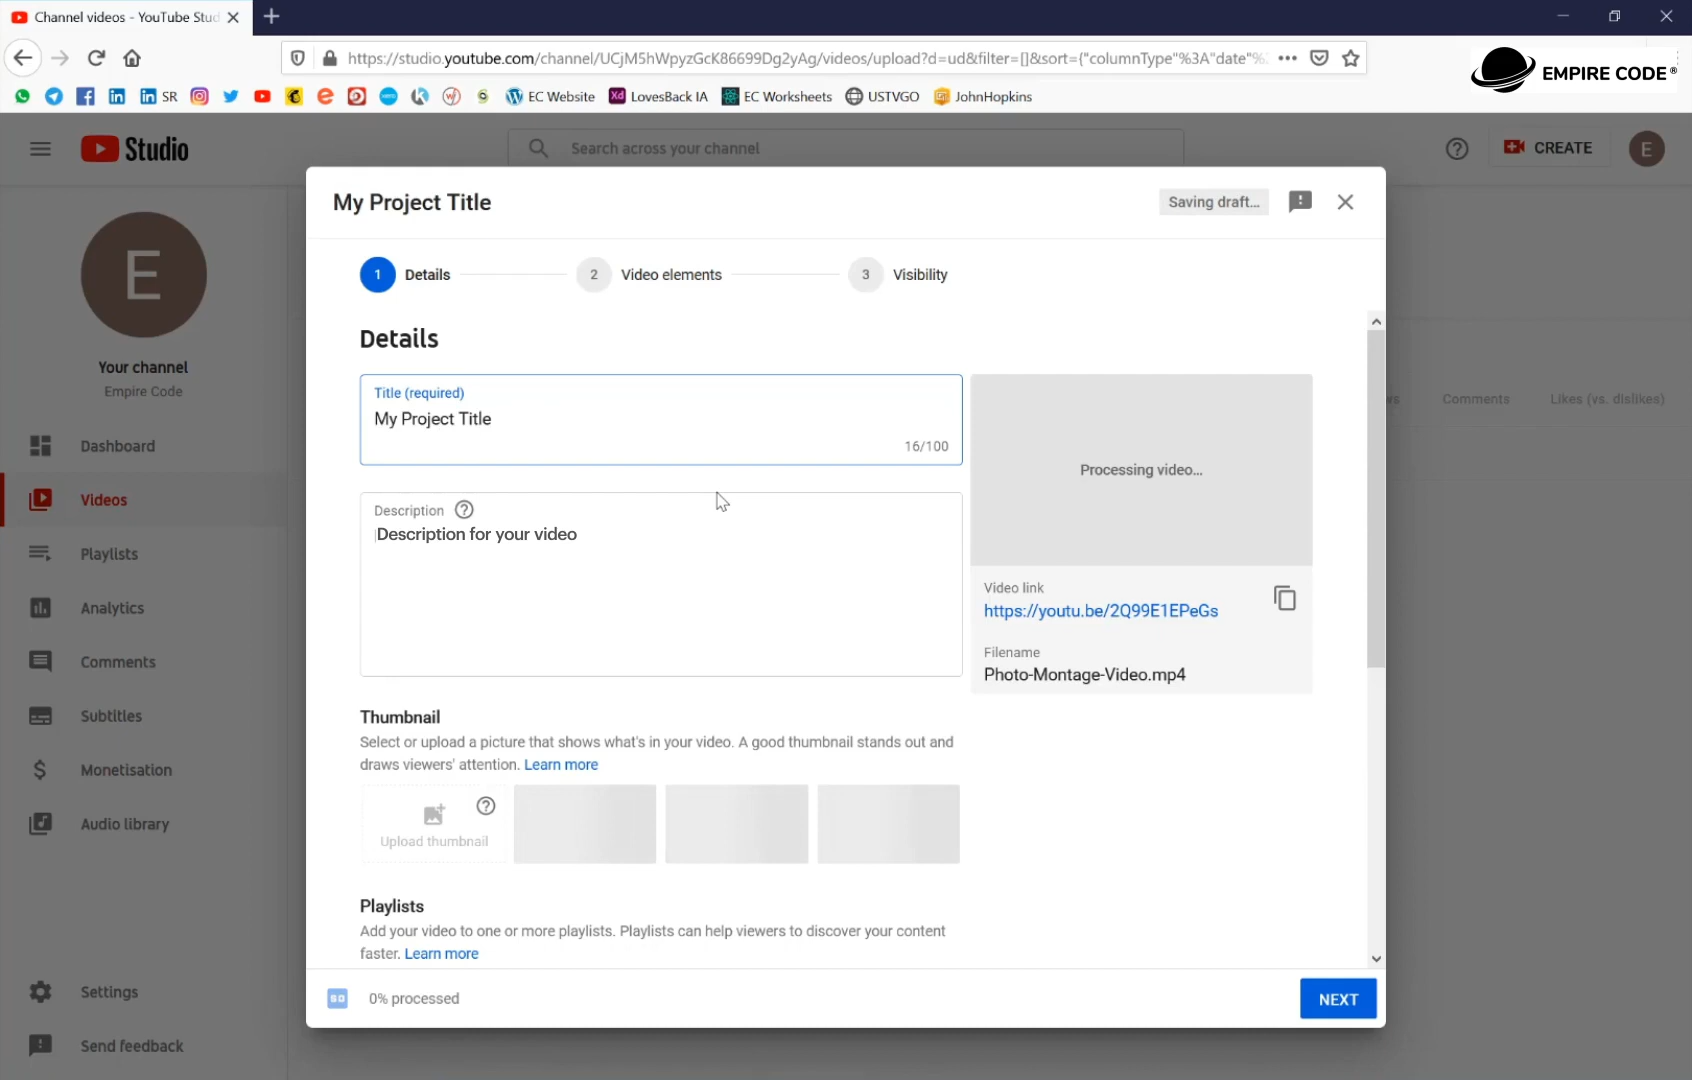 Channel videos - YouTube Stud
https://studio.youtube.com/channel/UCjM5hWpyzGcK86699Dg2yAg/videos/upload?d=ud&filter=[]&sort={"columnType"%3A"date"%2
EMPIRE CODE®
SR
EC Website
LovesBack IA
EC Worksheets
USTVGO
JohnHopkins
Studio
Search across your channel
CREATE
E
E
Your channel
Empire Code
Dashboard
Videos
Playlists
Analytics
Comments
Subtitles
Monetisation
Audio library
Settings
Send feedback
My Project Title
Saving draft...
1 Details
2 Video elements
3 Visibility
Details
Title (required)
My Project Title
16/100
Description
Description for your video
Processing video...
Video link
https://youtu.be/2Q99E1EPeGs
Filename
Photo-Montage-Video.mp4
Comments
Likes (vs. dislikes)
Thumbnail
Select or upload a picture that shows what's in your video. A good thumbnail stands out and
draws viewers' attention. Learn more
Upload thumbnail
Playlists
Add your video to one or more playlists. Playlists can help viewers to discover your content
faster. Learn more
SD
0% processed
NEXT